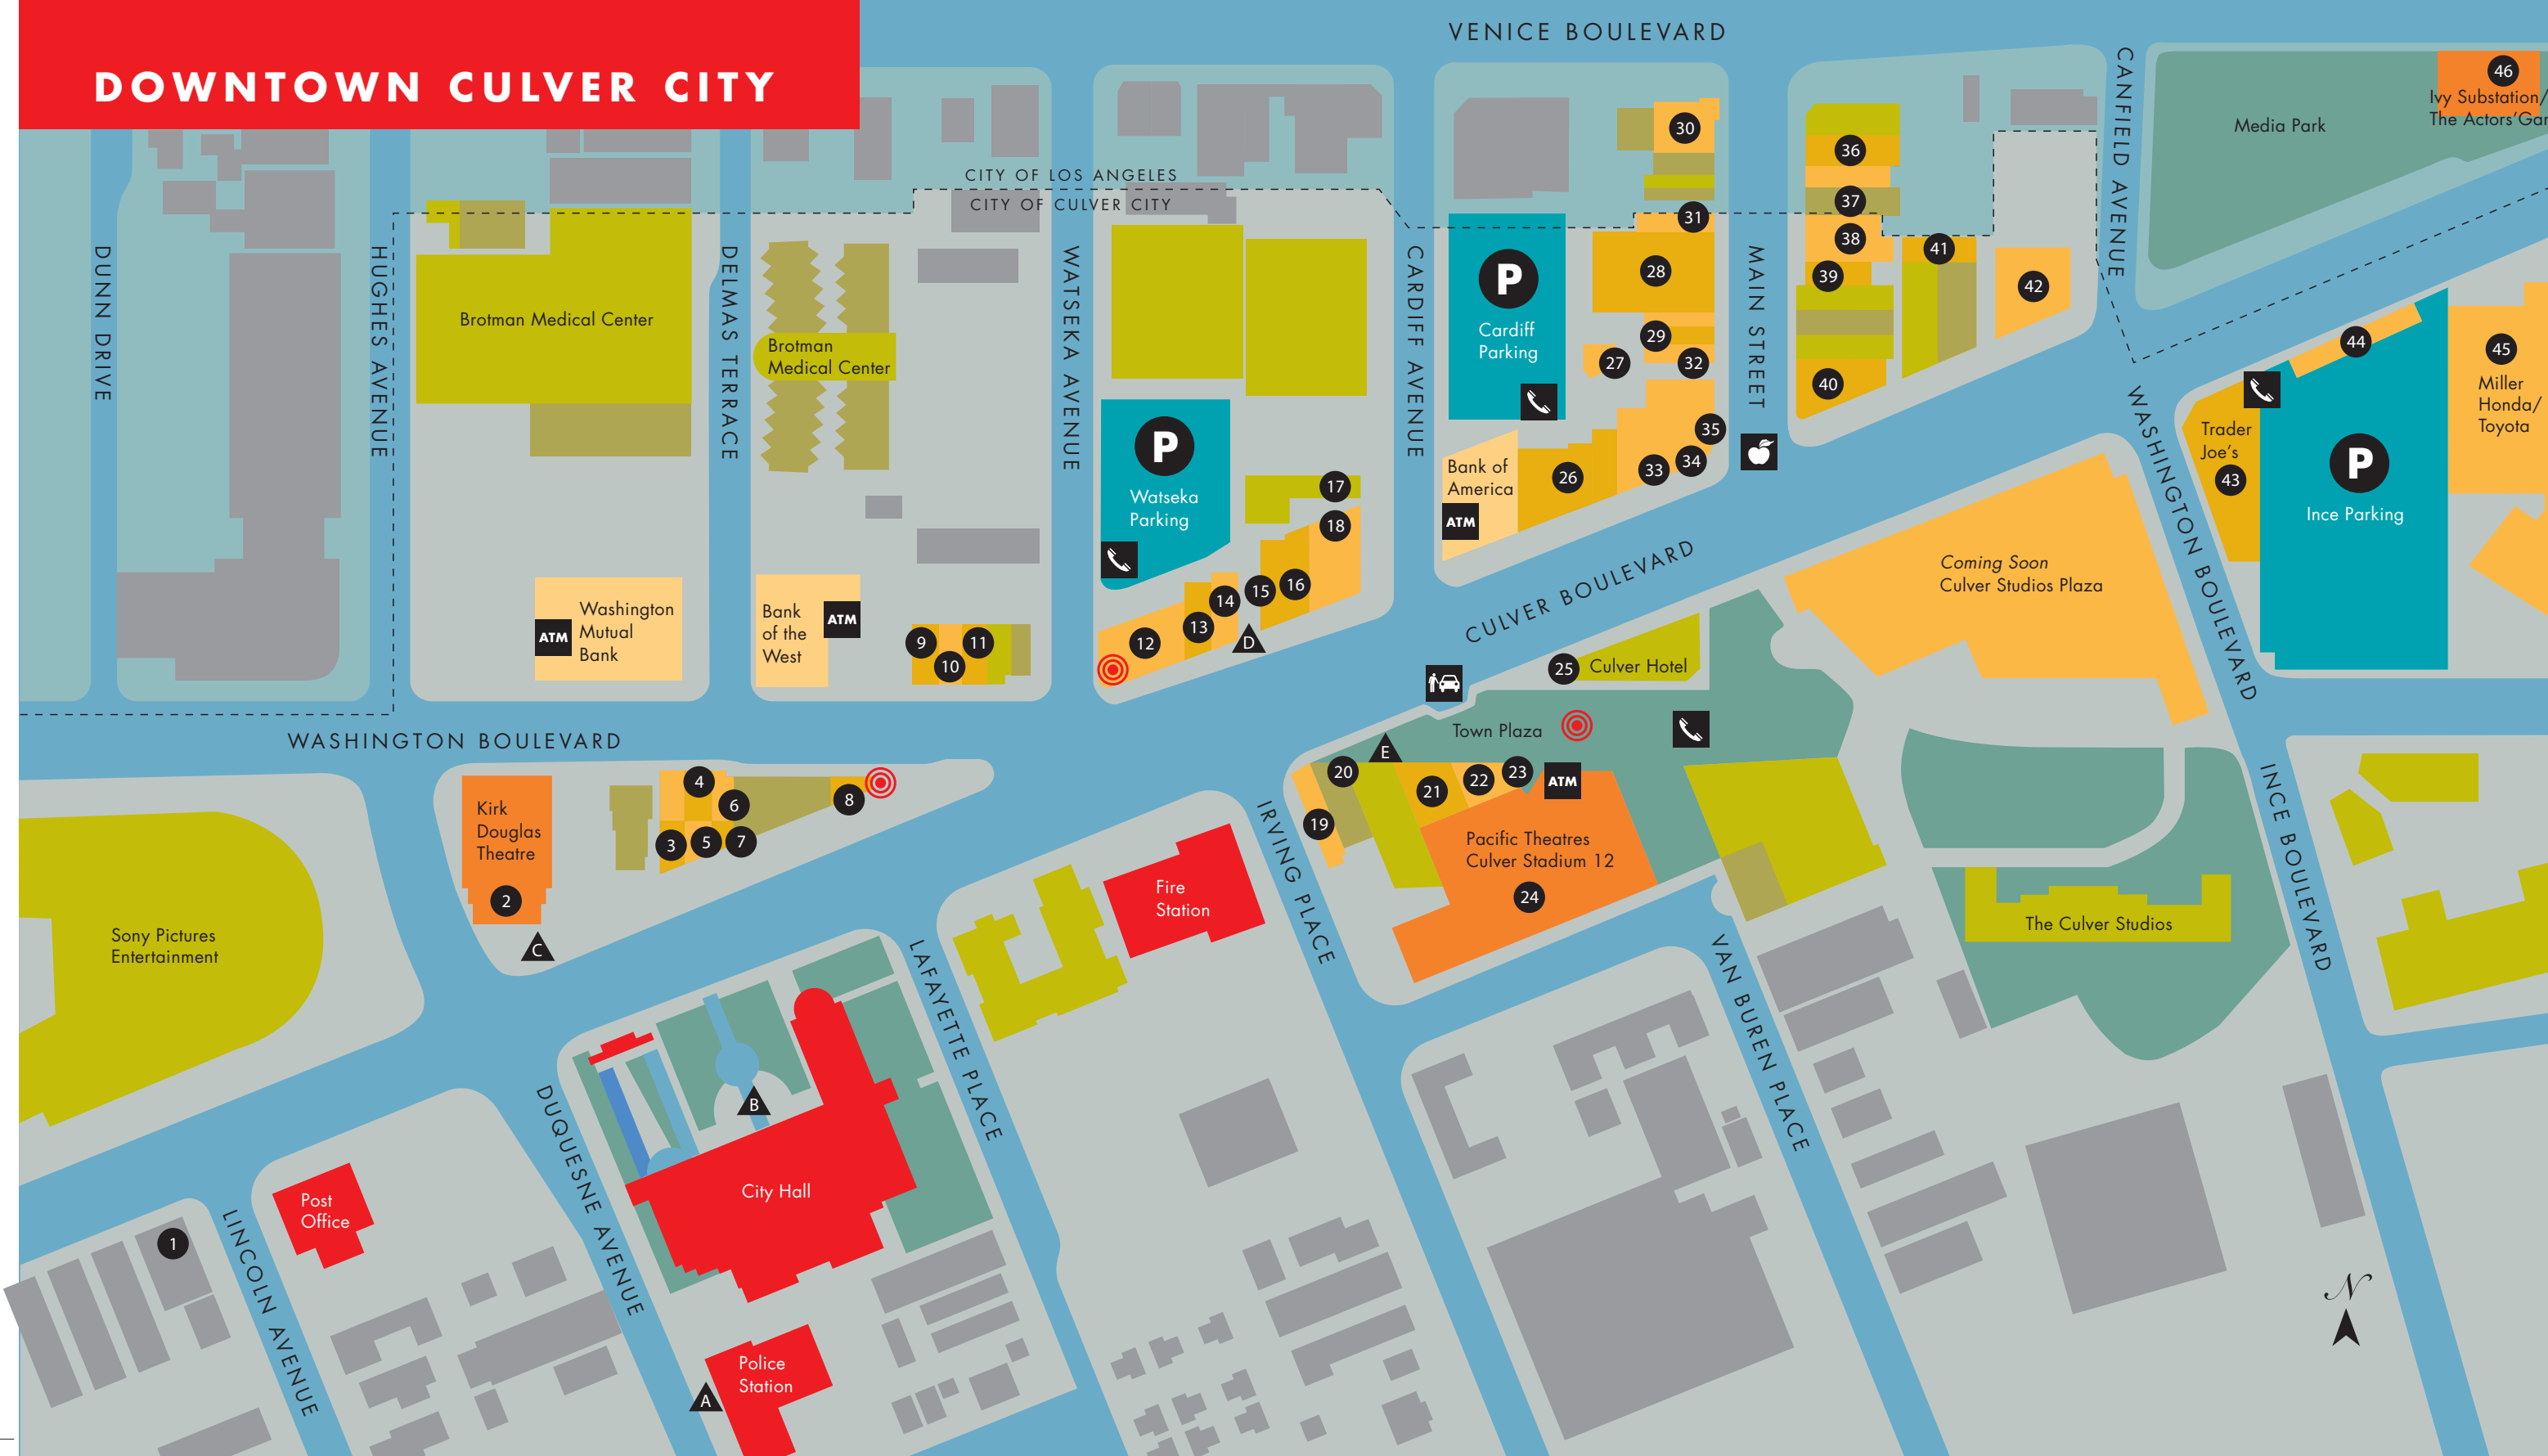 DOWNTOWN CULVER CITY
VENICE BOULEVARD
CANFIELD AVENUE
46
Ivy Substation/
The Actors' Gan
Media Park
CITY OF LOS ANGELES
CITY OF CULVER CITY
DUNN DRIVE
HUGHES AVENUE
DELMAS TERRACE
WATSEKA AVENUE
CARDIFF AVENUE
MAIN STREET
WASHINGTON BOULEVARD
Brotman Medical Center
Brotman
Medical Center
P
Cardiff
Parking
30
31
28
29
27
32
35
34
33
26
36
37
38
39
40
41
42
44
45
Miller
Honda/
Toyota
Trader
Joe's
43
P
Ince Parking
P
Watseka
Parking
17
18
Bank of
America
ATM
CULVER BOULEVARD
Coming Soon
Culver Studios Plaza
Washington
Mutual
Bank
ATM
Bank
of the
West
ATM
9
10
11
12
13
14
15
16
D
25
Culver Hotel
Town Plaza
E
WASHINGTON BOULEVARD
Kirk
Douglas
Theatre
2
C
4
6
3
5
7
8
20
19
21
22
23
ATM
Pacific Theatres
Culver Stadium 12
24
IRVING PLACE
Fire
Station
Sony Pictures
Entertainment
The Culver Studios
INCE BOULEVARD
VAN BUREN PLACE
LAFAYETTE PLACE
DUQUESNE AVENUE
B
City Hall
Post
Office
1
LINCOLN AVENUE
Police
Station
A
N